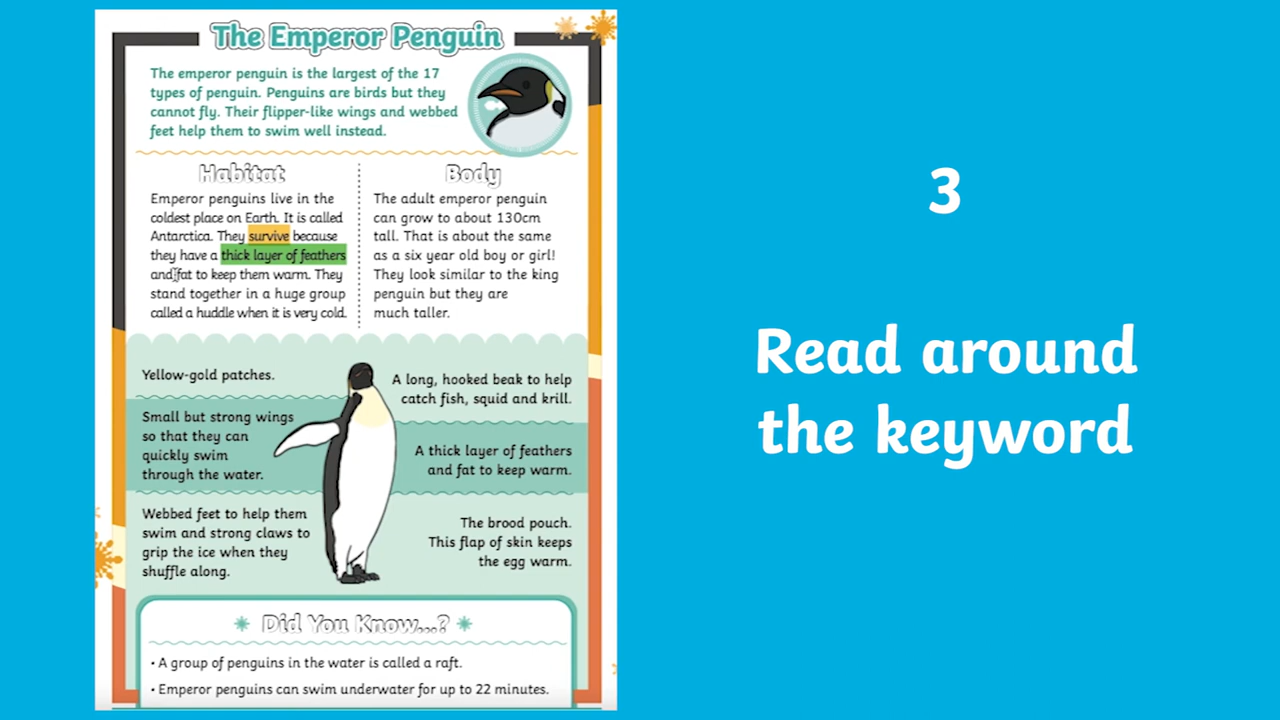 The Emperor Penguin
The emperor penguin is the largest of the 17
types of penguin. Penguins are birds but they
cannot fly. Their flipper-like wings and webbed
feet help them to swim well instead.
Habitat
Emperor penguins live in the
coldest place on Earth. It is called
Antarctica. They survive because
they have a thick layer of feathers
and fat to keep them warm. They
stand together in a huge group
called a huddle when it is very cold.
Body
The adult emperor penguin
can grow to about 130cm
tall. That is about the same
as a six year old boy or girl!
They look similar to the king
penguin but they are
much taller.
Yellow-gold patches.
Small but strong wings
so that they can
quickly swim
through the water.
Webbed feet to help them
swim and strong claws to
grip the ice when they
shuffle along.
A long, hooked beak to help
catch fish, squid and krill.
A thick layer of feathers
and fat to keep warm.
The brood pouch.
This flap of skin keeps
the egg warm.
Did You Know...?
• A group of penguins in the water is called a raft.
• Emperor penguins can swim underwater for up to 22 minutes.
3
Read around
the keyword